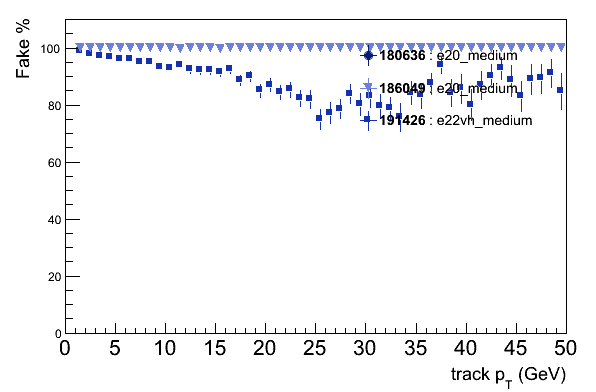 Fake %
100
80
60
40
20
0
180636 : e20_medium
186049 : e20_medium
191426 : e22vh_medium
0 5 10 15 20 25 30 35 40 45 50
track pT (GeV)